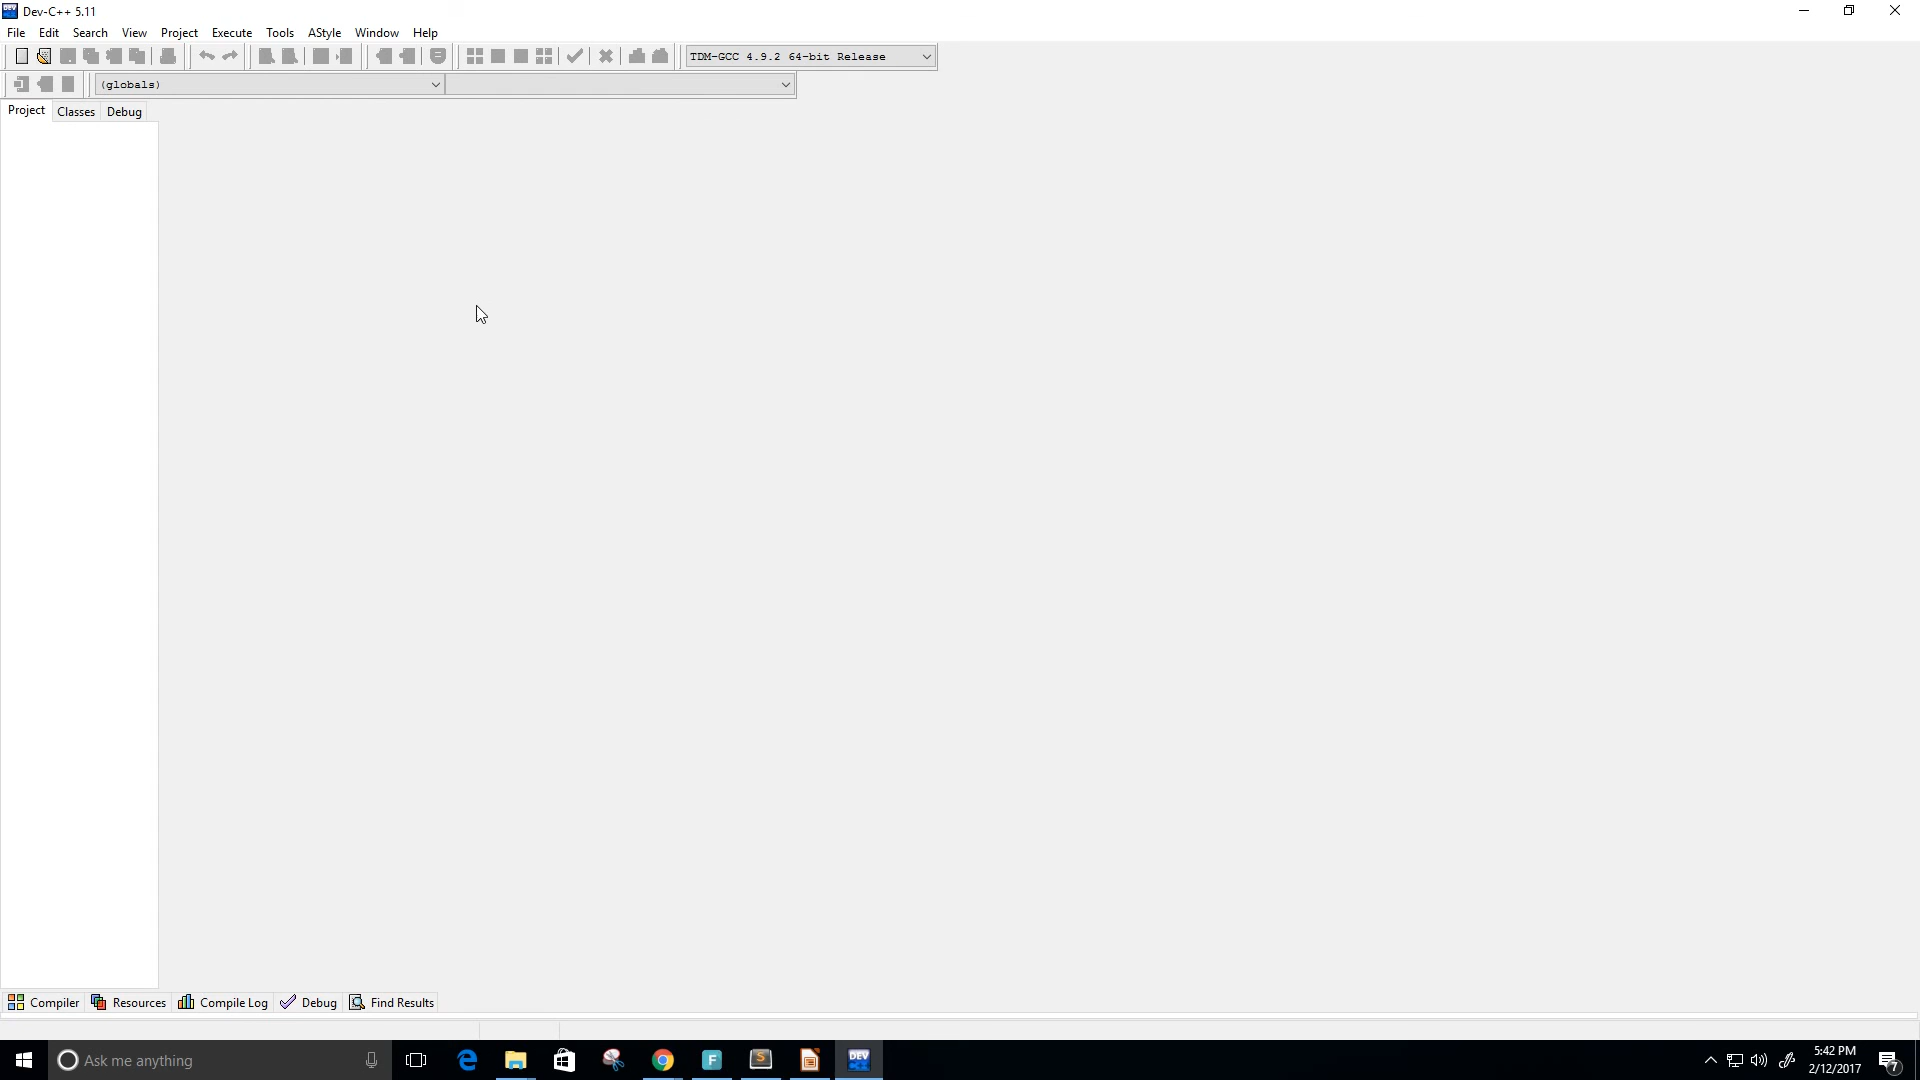 Dev-C++ 5.11
File Edit Search View Project Execute Tools AStyle Window Help
TDM-GCC 4.9.2 64-bit Release
(globals)
Project Classes Debug
Compiler Resources Compile Log Debug Find Results
Ask me anything
F
S
DEV
5:42 PM
2/12/2017
7